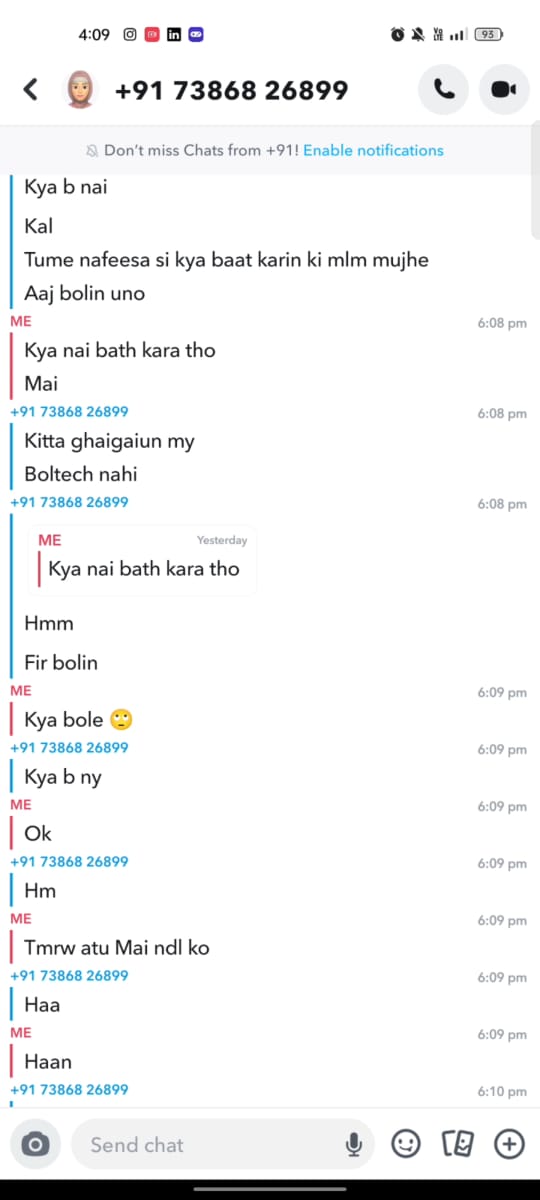 4:09
93
+91 73868 26899
Don't miss Chats from +91! Enable notifications
Kya b nai
Kal
Tume nafeesa si kya baat karin ki mlm mujhe
Aaj bolin uno
ME
6:08 pm
Kya nai bath kara tho
Mai
+91 73868 26899
6:08 pm
Kitta ghaigaiun my
Boltech nahi
+91 73868 26899
6:08 pm
ME
Yesterday
Kya nai bath kara tho
Hmm
Fir bolin
ME
6:09 pm
Kya bole 🙄
+91 73868 26899
6:09 pm
Kya b ny
ME
6:09 pm
Ok
+91 73868 26899
6:09 pm
Hm
ME
6:09 pm
Tmrw atu Mai ndl ko
+91 73868 26899
6:09 pm
Haa
ME
6:09 pm
Haan
+91 73868 26899
6:10 pm
Send chat